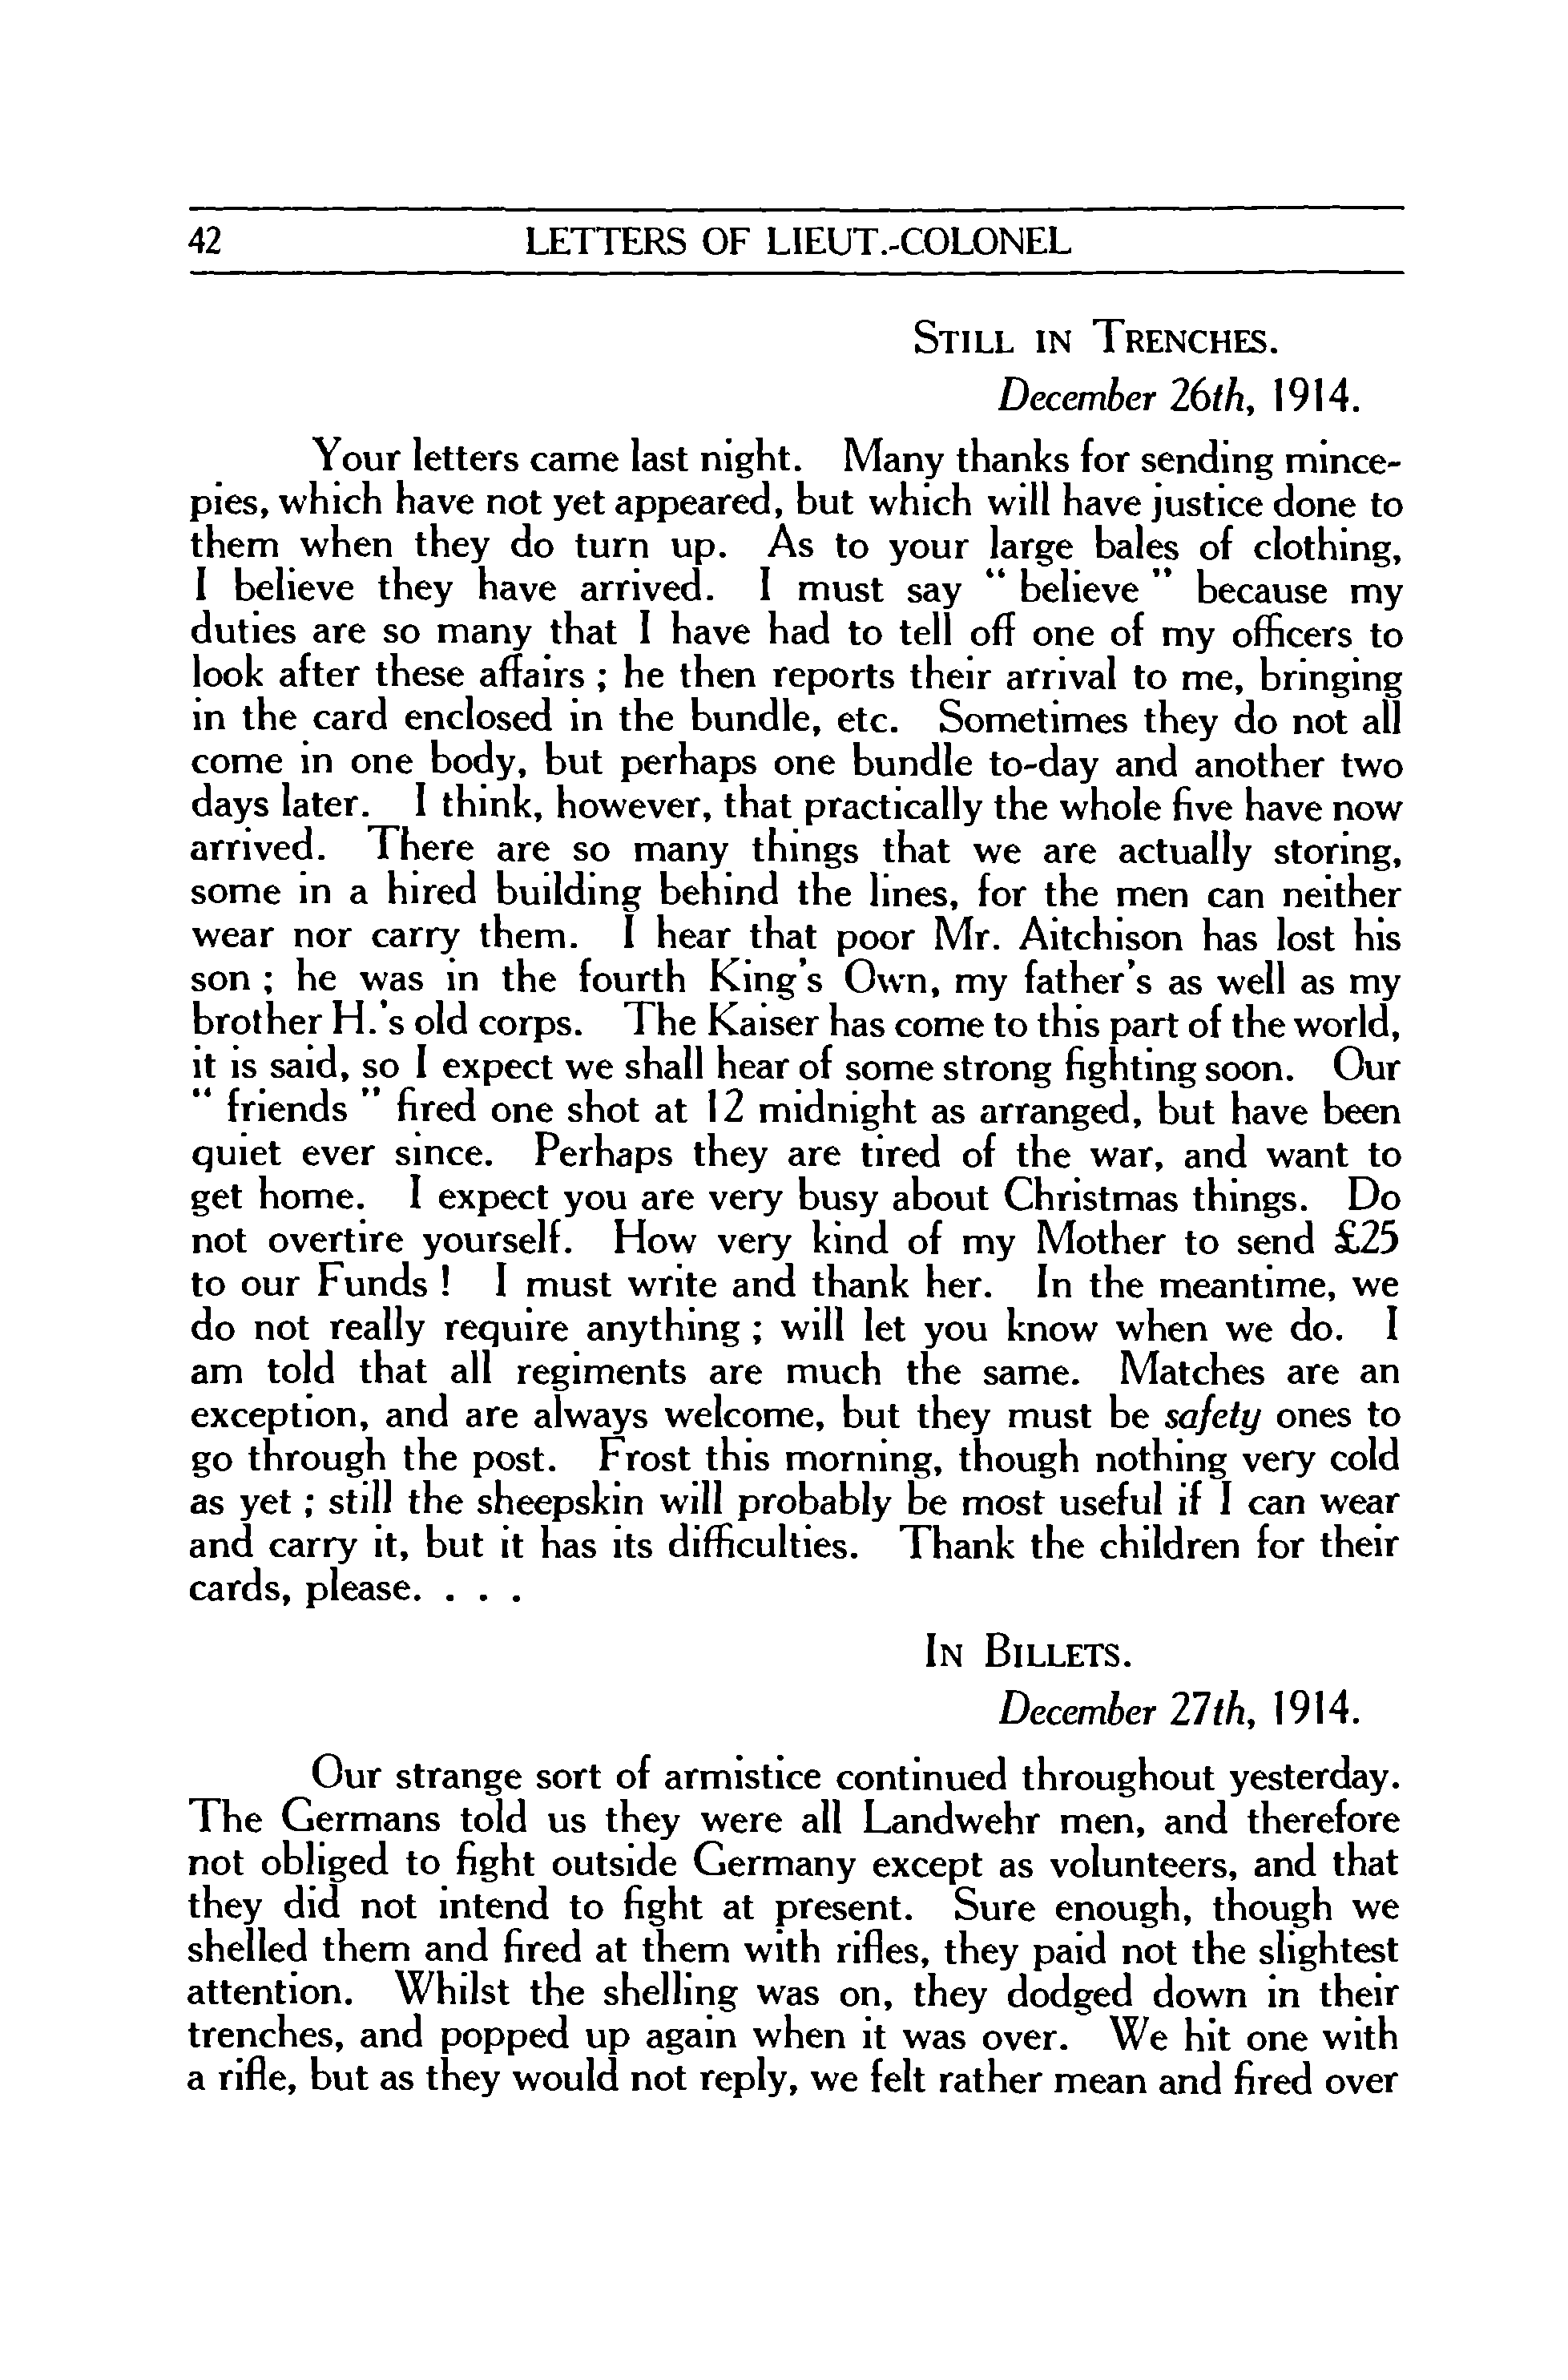 42 LETTERS OF LIEUT.-COLONEL
STILL IN TRENCHES.
December 26th, 1914.
Your letters came last night. Many thanks for sending mince-
pies, which have not yet appeared, but which will have justice done to
them when they do turn up. As to your large bales of clothing,
I believe they have arrived. I must say “ believe ” because my
duties are so many that I have had to tell off one of my officers to
look after these affairs ; he then reports their arrival to me, bringing
in the card enclosed in the bundle, etc. Sometimes they do not all
come in one body, but perhaps one bundle to-day and another two
days later. I think, however, that practically the whole five have now
arrived. There are so many things that we are actually storing,
some in a hired building behind the lines, for the men can neither
wear nor carry them. I hear that poor Mr. Aitchison has lost his
son ; he was in the fourth King's Own, my father's as well as my
brother H.'s old corps. The Kaiser has come to this part of the world,
it is said, so I expect we shall hear of some strong fighting soon. Our
“ friends ” fired one shot at 12 midnight as arranged, but have been
quiet ever since. Perhaps they are tired of the war, and want to
get home. I expect you are very busy about Christmas things. Do
not overtire yourself. How very kind of my Mother to send £25
to our Funds ! I must write and thank her. In the meantime, we
do not really require anything ; will let you know when we do. I
am told that all regiments are much the same. Matches are an
exception, and are always welcome, but they must be safety ones to
go through the post. Frost this morning, though nothing very cold
as yet ; still the sheepskin will probably be most useful if I can wear
and carry it, but it has its difficulties. Thank the children for their
cards, please. . . .
IN BILLETS.
December 27th, 1914.
Our strange sort of armistice continued throughout yesterday.
The Germans told us they were all Landwehr men, and therefore
not obliged to fight outside Germany except as volunteers, and that
they did not intend to fight at present. Sure enough, though we
shelled them and fired at them with rifles, they paid not the slightest
attention. Whilst the shelling was on, they dodged down in their
trenches, and popped up again when it was over. We hit one with
a rifle, but as they would not reply, we felt rather mean and fired over